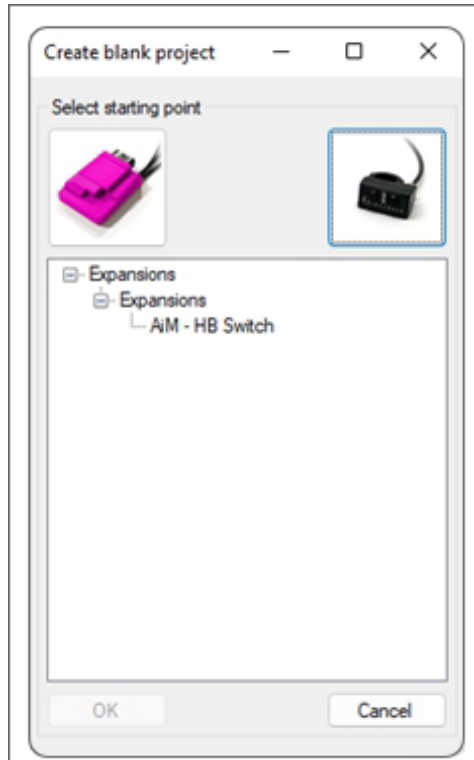 Create blank project
Select starting point
Expansions
Expansions
AiM - HB Switch
OK
Cancel